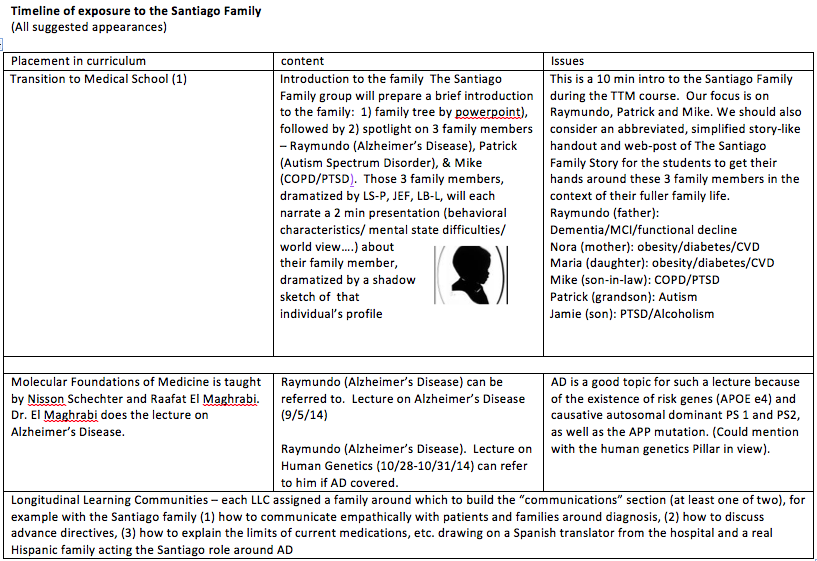 Timeline of exposure to the Santiago Family
(All suggested appearances)
Placement in curriculum
content
Issues
Transition to Medical School (1)
Introduction to the family  The Santiago
Family group will prepare a brief introduction
to the family:  1) family tree by powerpoint),
followed by 2) spotlight on 3 family members
– Raymundo (Alzheimer's Disease), Patrick
(Autism Spectrum Disorder), & Mike
(COPD/PTSD).  Those 3 family members,
dramatized by LS-P, JEF, LB-L, will each
narrate a 2 min presentation (behavioral
characteristics/ mental state difficulties/
world view….) about
their family member,
dramatized by a shadow
sketch of  that
individual's profile
This is a 10 min intro to the Santiago Family
during the TTM course.  Our focus is on
Raymundo, Patrick and Mike. We should also
consider an abbreviated, simplified story-like
handout and web-post of The Santiago
Family Story for the students to get their
hands around these 3 family members in the
context of their fuller family life.
Raymundo (father):
Dementia/MCI/functional decline
Nora (mother): obesity/diabetes/CVD
Maria (daughter): obesity/diabetes/CVD
Mike (son-in-law): COPD/PTSD
Patrick (grandson): Autism
Jamie (son): PTSD/Alcoholism
Molecular Foundations of Medicine is taught
by Nisson Schechter and Raafat El Maghrabi.
Dr. El Maghrabi does the lecture on
Alzheimer's Disease.
Raymundo (Alzheimer's Disease) can be
referred to.  Lecture on Alzheimer's Disease
(9/5/14)
Raymundo (Alzheimer's Disease).  Lecture on
Human Genetics (10/28-10/31/14) can refer
to him if AD covered.
AD is a good topic for such a lecture because
of the existence of risk genes (APOE e4) and
causative autosomal dominant PS 1 and PS2,
as well as the APP mutation. (Could mention
with the human genetics Pillar in view).
Longitudinal Learning Communities – each LLC assigned a family around which to build the "communications" section (at least one of two), for
example with the Santiago family (1) how to communicate empathically with patients and families around diagnosis, (2) how to discuss
advance directives, (3) how to explain the limits of current medications, etc. drawing on a Spanish translator from the hospital and a real
Hispanic family acting the Santiago role around AD